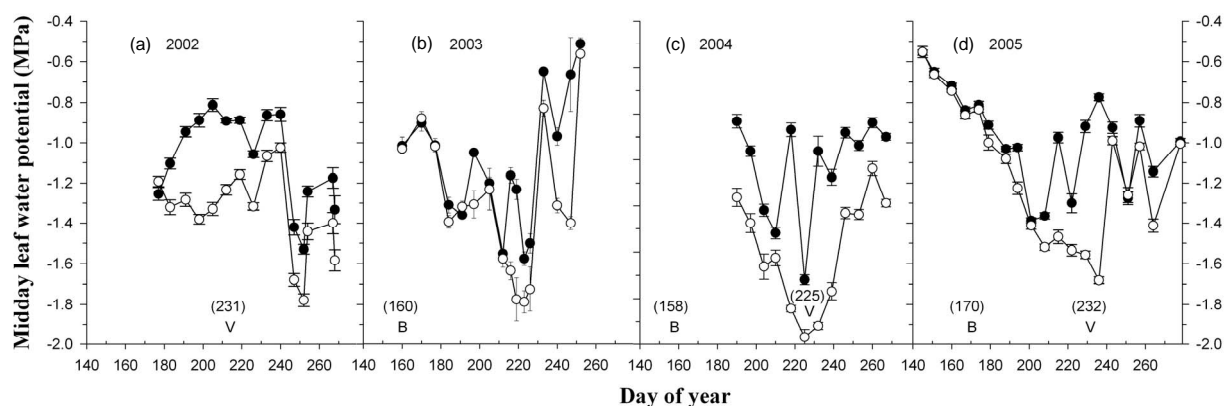 Midday leaf water potential (MPa)
-0.4
-0.6
-0.8
-1.0
-1.2
-1.4
-1.6
-1.8
-2.0
(a) 2002
(231)
V
(b) 2003
(160)
B
(c) 2004
(158)
B
(225)
V
(d) 2005
(170)
B
(232)
V
-0.4
-0.6
-0.8
-1.0
-1.2
-1.4
-1.6
-1.8
-2.0
140 160 180 200 220 240 260
140 160 180 200 220 240 260
140 160 180 200 220 240 260
140 160 180 200 220 240 260
Day of year